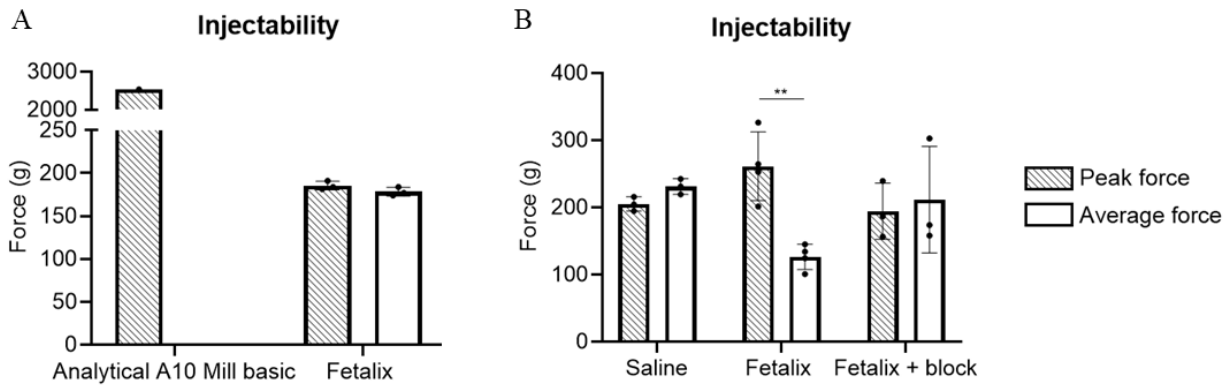 A
Injectability
Force (g)
3000
2000
250
200
150
100
50
0
Analytical A10 Mill basic
Fetalix
B
Injectability
Force (g)
400
300
200
100
0
**
Saline
Fetalix
Fetalix + block
Peak force
Average force